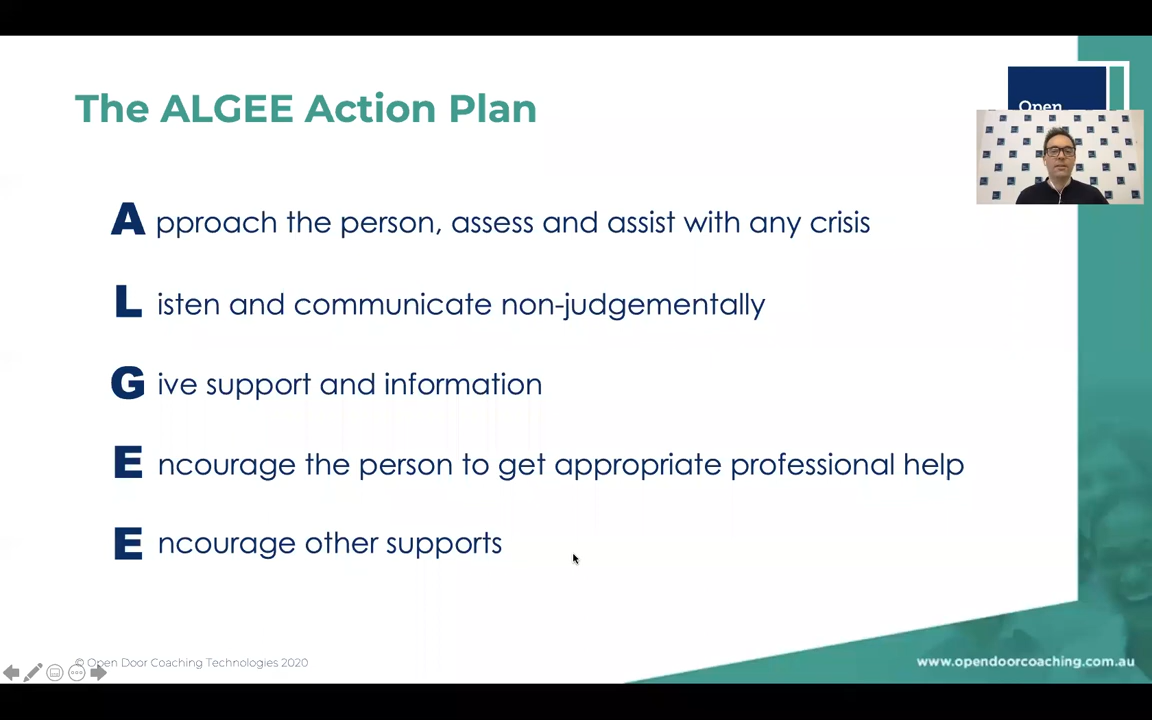 The ALGEE Action Plan
Open
A pproach the person, assess and assist with any crisis
L isten and communicate non-judgementally
G ive support and information
E ncourage the person to get appropriate professional help
E ncourage other supports
© Open Door Coaching Technologies 2020
www.opendoorcoaching.com.au